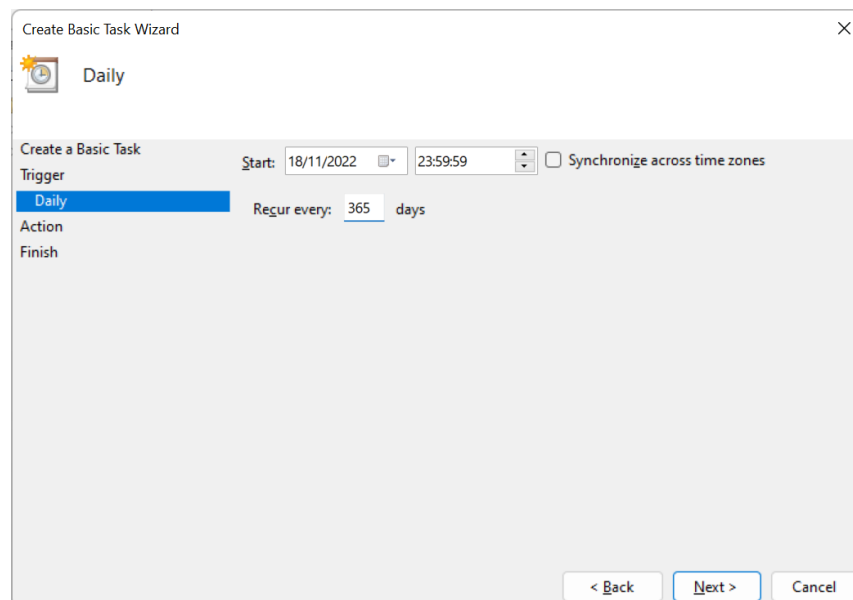 Create Basic Task Wizard
Daily
Create a Basic Task
Trigger
Daily
Action
Finish
Start: 18/11/2022 23:59:59 Synchronize across time zones
Recur every: 365 days
< Back Next > Cancel